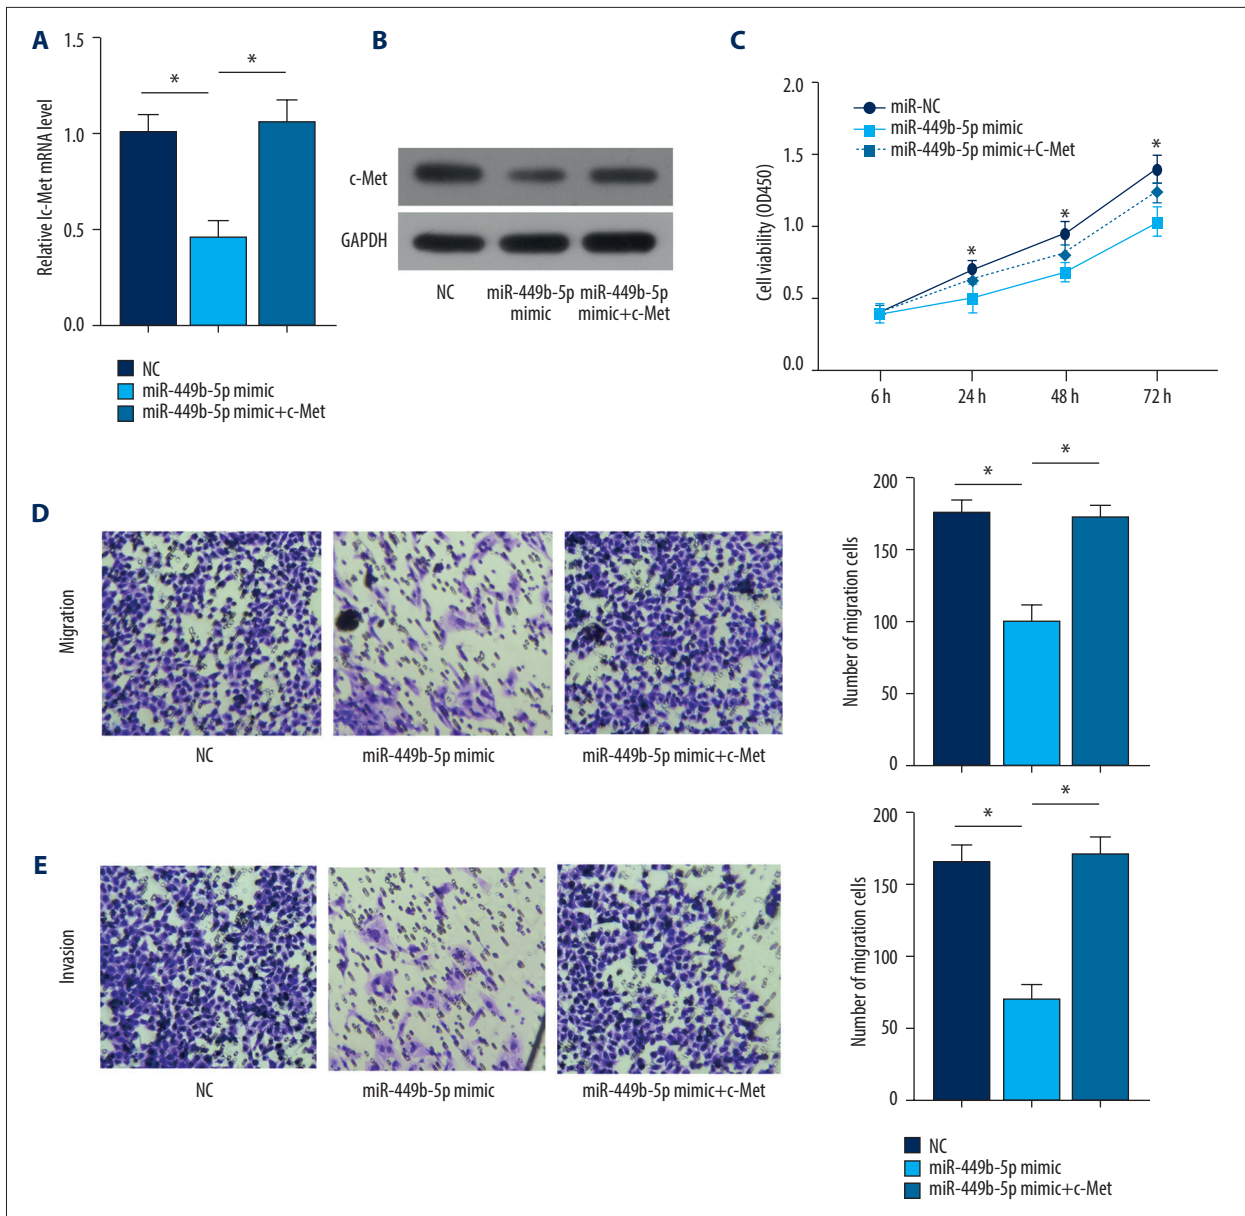 A
1.5
1.0
0.5
0.0
Relative Ic-Met mRNA level
*
*
NC
miR-449b-5p mimic
miR-449b-5p mimic+c-Met
B
c-Met
GAPDH
NC
miR-449b-5p
mimic
miR-449b-5p
mimic+c-Met
C
2.0
1.5
1.0
0.5
0.0
Cell viability (OD450)
miR-NC
miR-449b-5p mimic
miR-449b-5p mimic+C-Met
*
*
*
6 h
24 h
48 h
72 h
D
Migration
NC
miR-449b-5p mimic
miR-449b-5p mimic+c-Met
200
150
100
50
0
Number of migration cells
*
*
E
Invasion
NC
miR-449b-5p mimic
miR-449b-5p mimic+c-Met
200
150
100
50
0
Number of migration cells
*
*
NC
miR-449b-5p mimic
miR-449b-5p mimic+c-Met